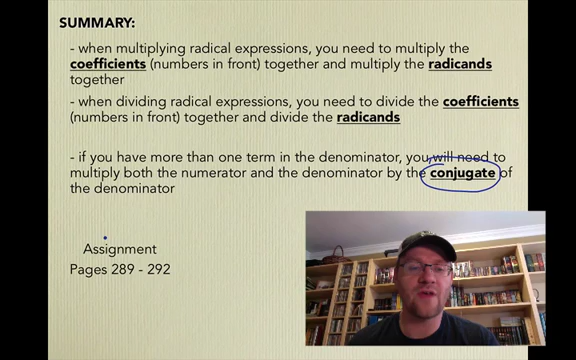 SUMMARY:
- when multiplying radical expressions, you need to multiply the
coefficients (numbers in front) together and multiply the radicands
together
- when dividing radical expressions, you need to divide the coefficients
(numbers in front) together and divide the radicands
- if you have more than one term in the denominator, you will need to
multiply both the numerator and the denominator by the conjugate of
the denominator
Assignment
Pages 289 - 292